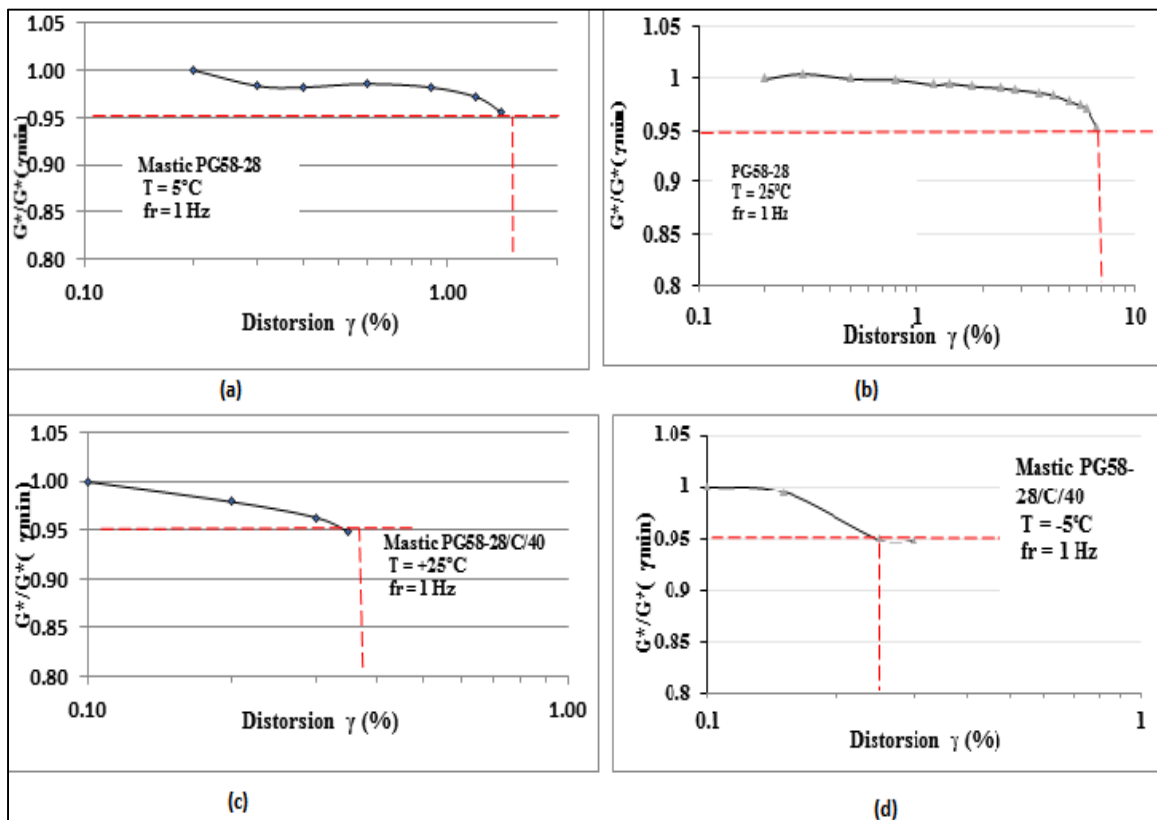 1.05
1.00
0.95
0.90
0.85
0.80
G*/G*( γmin)
Mastic PG58-28
T = 5°C
fr = 1 Hz
0.10
1.00
Distorsion γ (%)
(a)
1.05
1
0.95
0.9
0.85
0.8
G*/G*( γmin)
PG58-28
T = 25°C
fr = 1 Hz
0.1
1
10
Distorsion γ (%)
(b)
1.05
1.00
0.95
0.90
0.85
0.80
G*/G*( γmin)
Mastic PG58-28/C/40
T = +25°C
fr = 1 Hz
0.10
1.00
Distorsion γ (%)
(c)
1.05
1
0.95
0.9
0.85
0.8
G*/G*( γmin)
Mastic PG58-
28/C/40
T = -5°C
fr = 1 Hz
0.1
1
Distorsion γ (%)
(d)